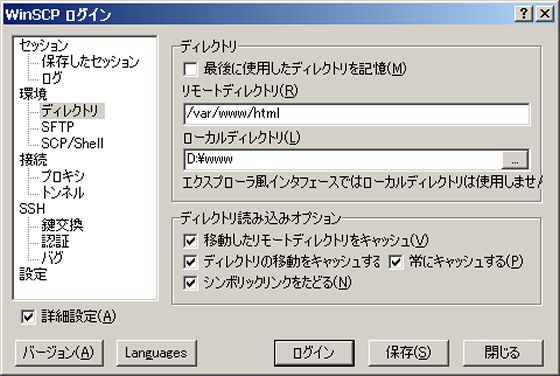 WinSCP ログイン
セッション
保存したセッション
ログ
環境
ディレクトリ
SFTP
SCP/Shell
接続
プロキシ
トンネル
SSH
鍵交換
認証
バグ
設定
詳細設定(A)
ディレクトリ
最後に使用したディレクトリを記憶(M)
リモートディレクトリ(R)
/var/www/html
ローカルディレクトリ(L)
D:¥www
...
エクスプローラ風インタフェースではローカルディレクトリは使用しません
ディレクトリ読み込みオプション
移動したリモートディレクトリをキャッシュ(V)
ディレクトリの移動をキャッシュする 常にキャッシュする(P)
シンボリックリンクをたどる(N)
バージョン(A) Languages ログイン 保存(S) 閉じる